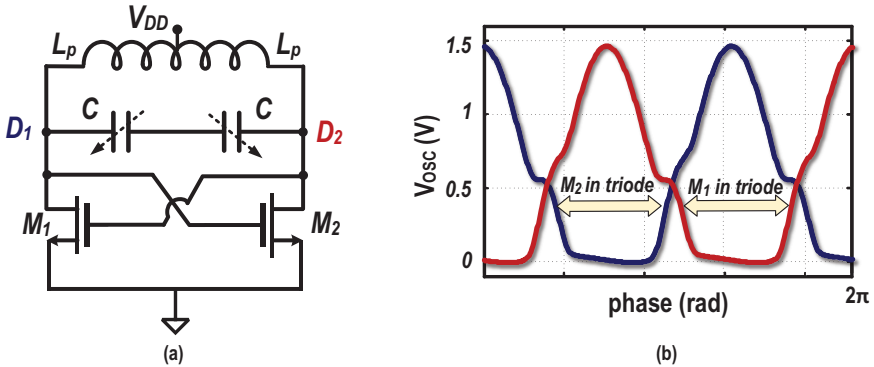 V_DD
L_p L_p
C C
D_1 D_2
M_1 M_2
(a)
V_OSC (V)
1.5
1
0.5
0
M_2 in triode M_1 in triode
phase (rad) 2π
(b)